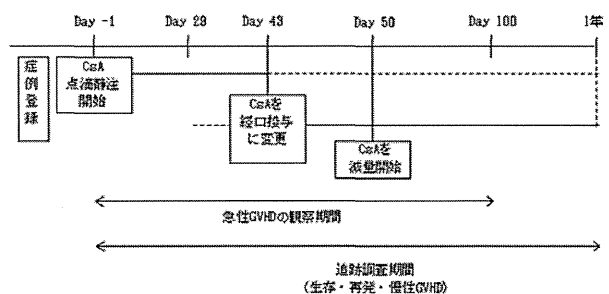 Day -1 Day 29 Day 43 Day 50 Day 100 1年
症例登録
CsA
点滴静注
開始
CsAを
経口投与
に変更
CsAを
減量開始
急性GVHDの観察期間
追跡調査期間
(生存・再発・慢性GVHD)